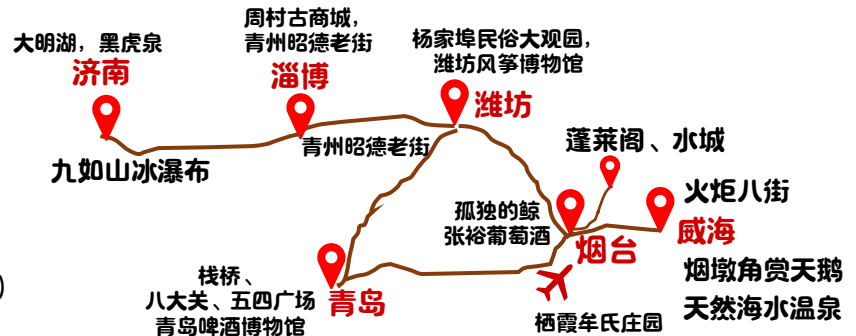 大明湖，黑虎泉
济南
九如山冰瀑布
周村古商城，
青州昭德老街
淄博
青州昭德老街
杨家埠民俗大观园，
潍坊风筝博物馆
潍坊
蓬莱阁、水城
孤独的鲸
张裕葡萄酒
烟台
栖霞牟氏庄园
火炬八街
威海
烟墩角赏天鹅
天然海水温泉
栈桥、
八大关、五四广场
青岛啤酒博物馆
青岛
)